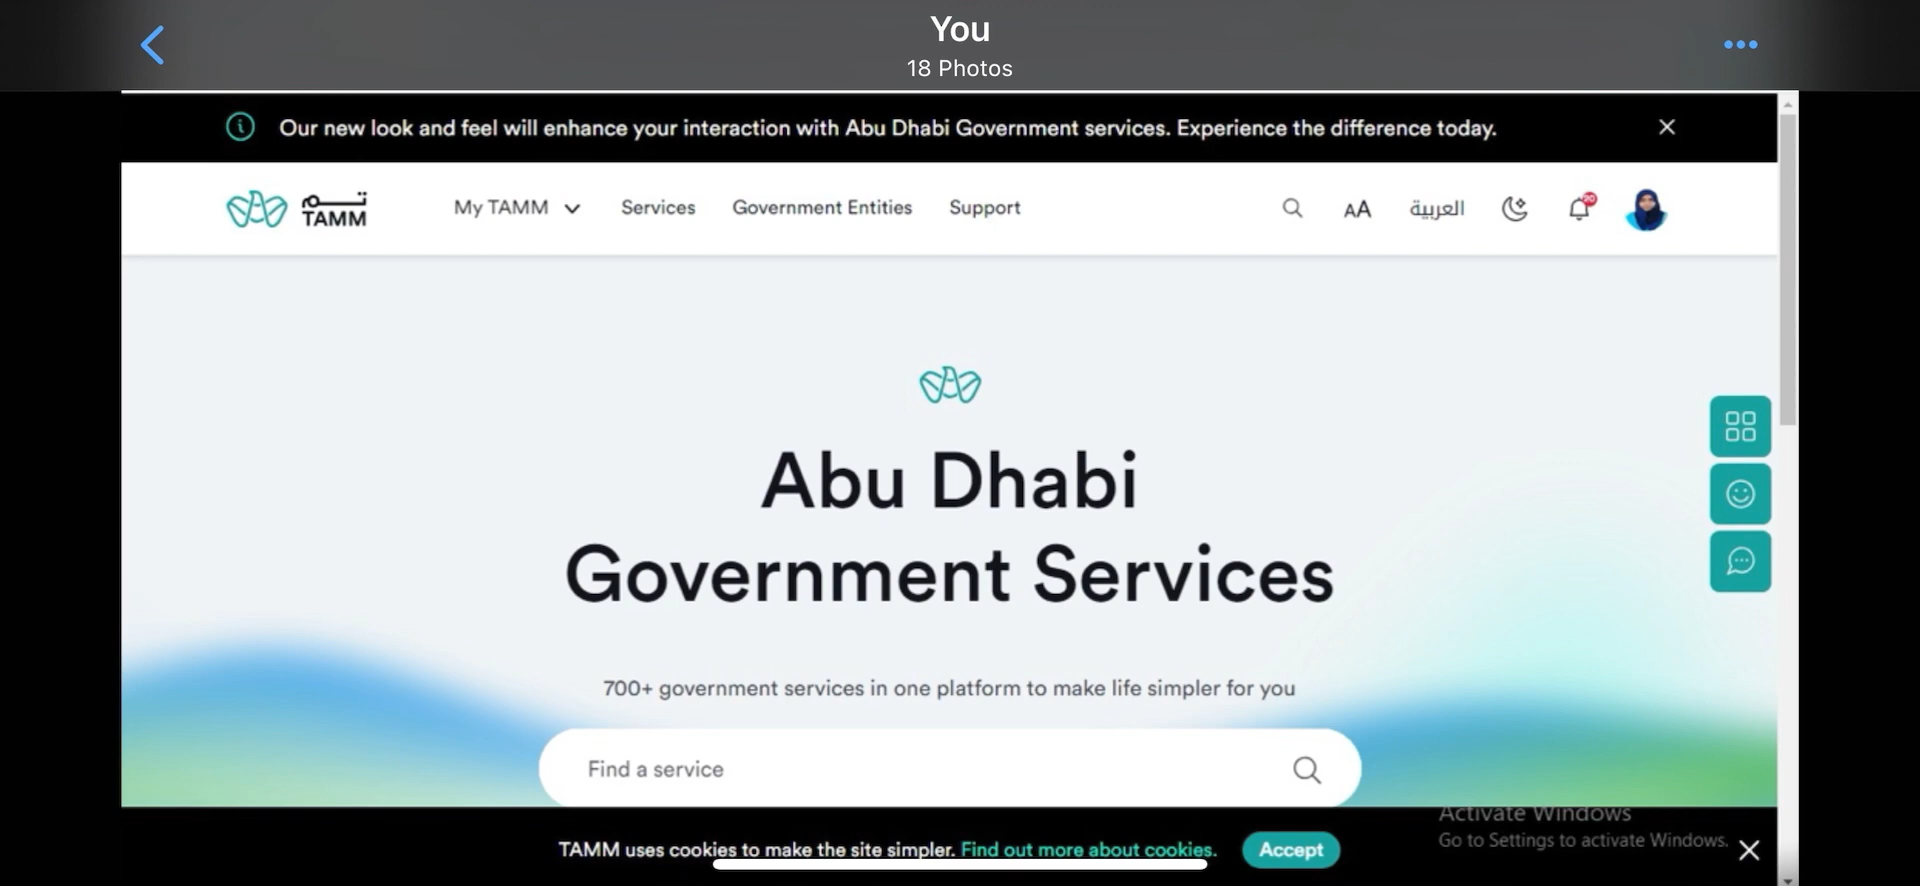 You
18 Photos
Our new look and feel will enhance your interaction with Abu Dhabi Government services. Experience the difference today.
تم
TAMM
My TAMM
Services
Government Entities
Support
AA
العربية
20
Abu Dhabi
Government Services
700+ government services in one platform to make life simpler for you
Find a service
Activate Windows
Go to Settings to activate Windows.
TAMM uses cookies to make the site simpler. Find out more about cookies.
Accept